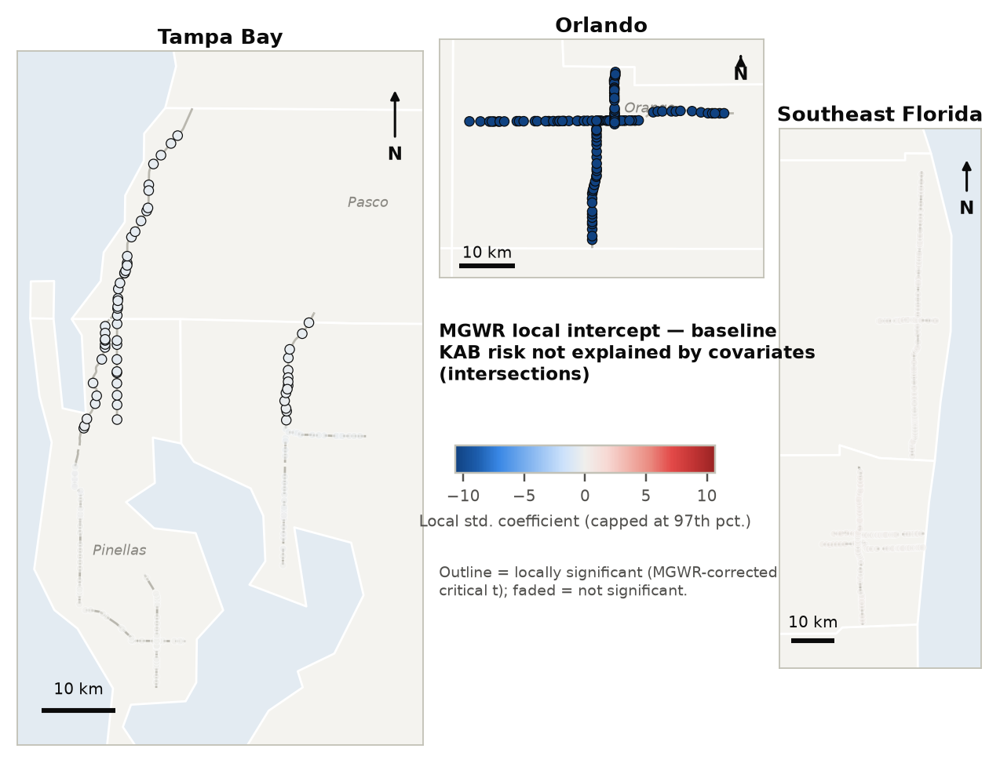 Tampa Bay
N
Pasco
Pinellas
10 km
Orlando
N
Orange
10 km
MGWR local intercept — baseline
KAB risk not explained by covariates
(intersections)
−10 −5 0 5 10
Local std. coefficient (capped at 97th pct.)
Outline = locally significant (MGWR-corrected
critical t); faded = not significant.
Southeast Florida
N
10 km